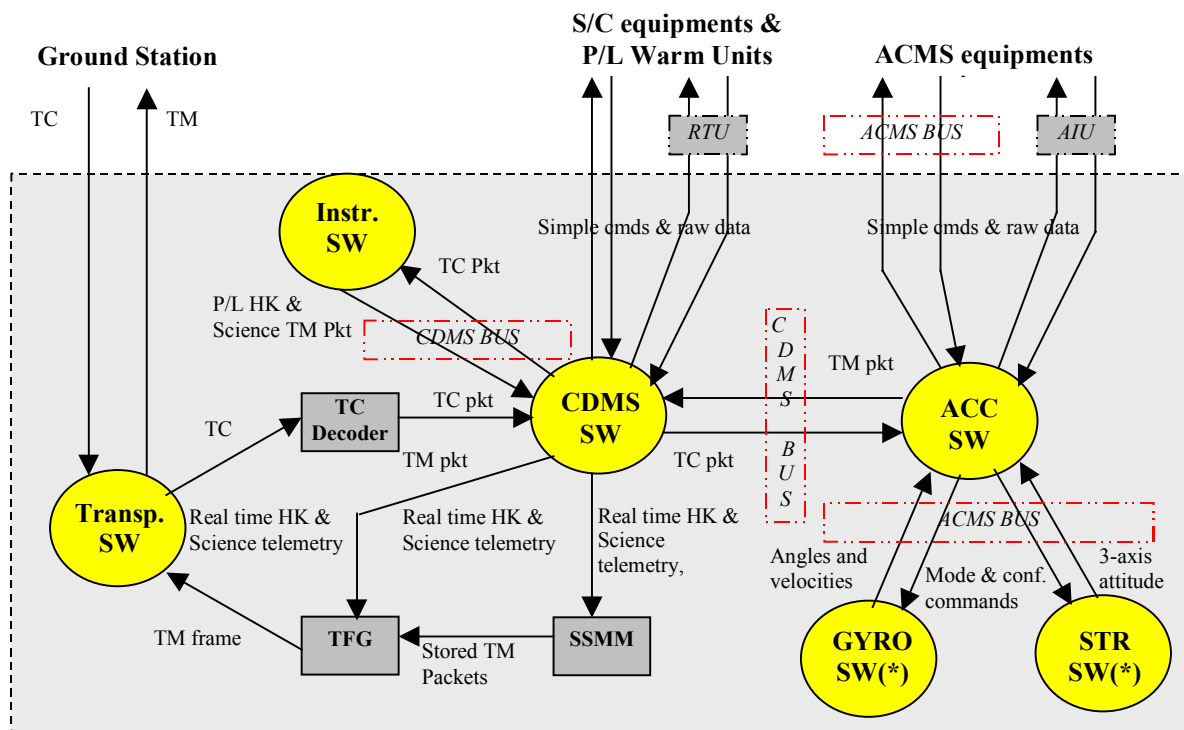 S/C equipments &
P/L Warm Units
Ground Station
ACMS equipments
TC
TM
RTU
ACMS BUS
AIU
Instr.
SW
Simple cmds & raw data
Simple cmds & raw data
TC Pkt
P/L HK &
Science TM Pkt
CDMS BUS
C
D
M
S
B
U
S
TM pkt
CDMS
SW
ACC
SW
TC
Decoder
TC pkt
TC
TM pkt
TC pkt
Transp.
SW
Real time HK &
Science telemetry
Real time HK &
Science telemetry
Real time HK &
Science
telemetry,
ACMS BUS
Angles and
velocities
Mode & conf.
commands
3-axis
attitude
TM frame
TFG
Stored TM
Packets
SSMM
GYRO
SW(*)
STR
SW(*)